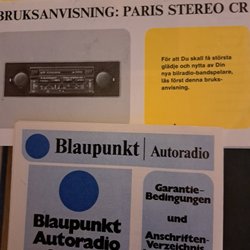 BRUKSANVISNING: PARIS STEREO CR
För att Du skall få största
glädje och nytta av Din
nya bilradio-bandspelare,
läs först denna bruks-
anvisning.
Blaupunkt Autoradio
Blaupunkt
Autoradio
Garantie-
Bedingungen
und
Anschriften-
Verzeichnis